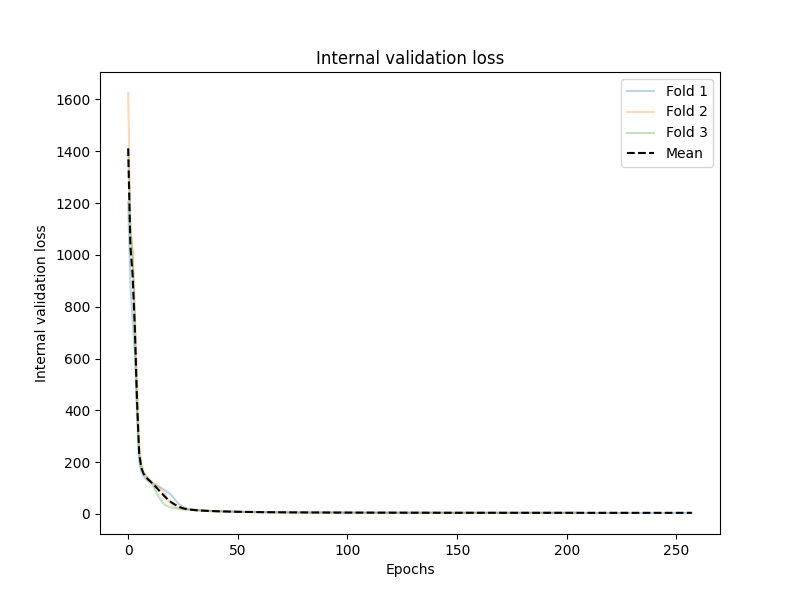 Internal validation loss
Fold 1
Fold 2
Fold 3
Mean
Internal validation loss
1600
1400
1200
1000
800
600
400
200
0
0 50 100 150 200 250
Epochs